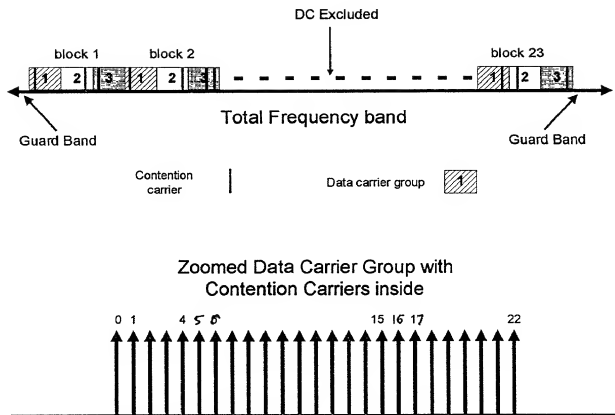 DC Excluded
block 1 block 2 block 23
1 2 3 1 2 3 1 2 3
Total Frequency band
Guard Band Guard Band
Contention carrier
Data carrier group 1
Zoomed Data Carrier Group with
Contention Carriers inside
0 1 4 5 6 15 16 17 22